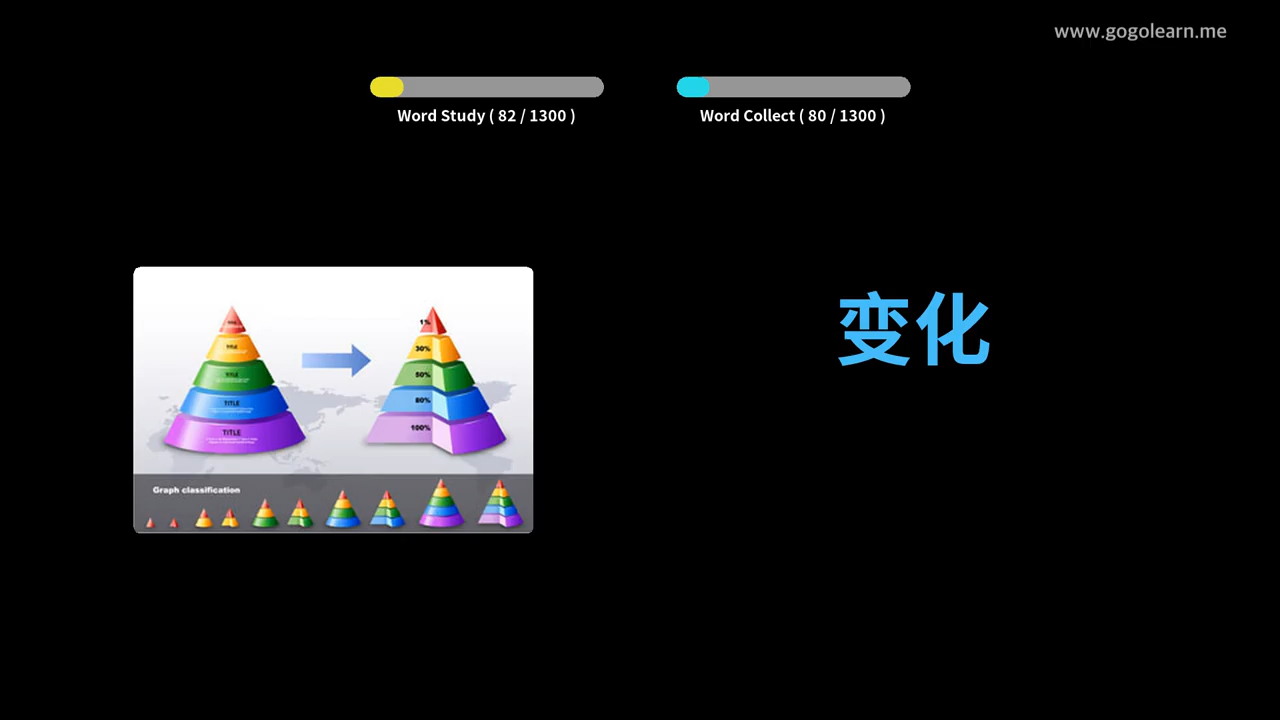 www.gogolearn.me
Word Study ( 82 / 1300 )
Word Collect ( 80 / 1300 )
变化
TITLE
TITLE
TITLE
TITLE
1%
30%
50%
80%
100%
Graph classification